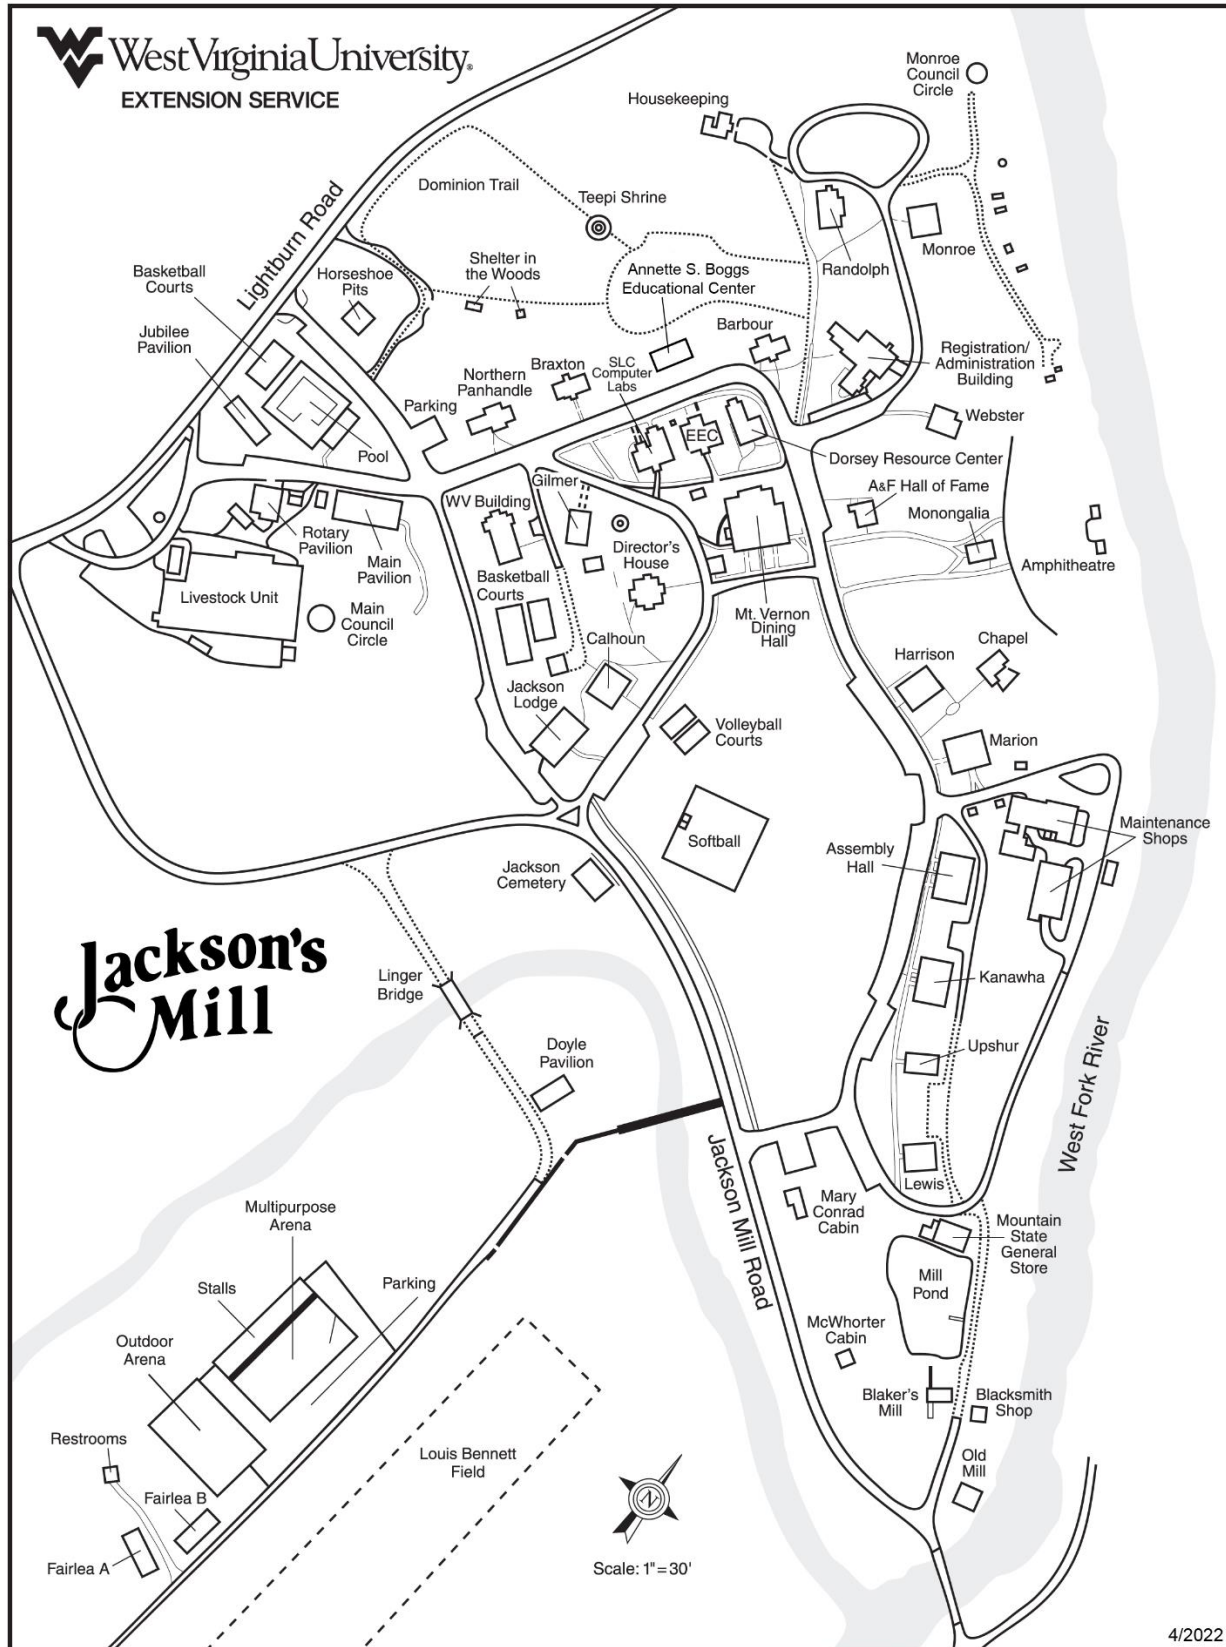 WV
West Virginia University®
EXTENSION SERVICE
Monroe
Council
Circle
Housekeeping
Dominion Trail
Teepi Shrine
Lightburn Road
Randolph
Monroe
Basketball
Courts
Horseshoe
Pits
Shelter in
the Woods
Annette S. Boggs
Educational Center
Jubilee
Pavilion
Barbour
Registration/
Administration
Building
Braxton
SLC
Computer
Labs
Northern
Panhandle
Parking
Webster
EEC
Pool
Dorsey Resource Center
Gilmer
A&F Hall of Fame
WV Building
Monongalia
Rotary
Pavilion
Main
Pavilion
Director's
House
Amphitheatre
Livestock Unit
Basketball
Courts
Main
Council
Circle
Mt. Vernon
Dining
Hall
Calhoun
Chapel
Harrison
Jackson
Lodge
Volleyball
Courts
Marion
Softball
Maintenance
Shops
Assembly
Hall
Jackson
Cemetery
Jackson's
Mill
Linger
Bridge
Kanawha
Doyle
Pavilion
Upshur
West Fork River
Jackson Mill Road
Lewis
Mary
Conrad
Cabin
Mountain
State
General
Store
Multipurpose
Arena
Stalls
Parking
Mill
Pond
Outdoor
Arena
McWhorter
Cabin
Blaker's
Mill
Blacksmith
Shop
Restrooms
Louis Bennett
Field
Old
Mill
Fairlea B
N
Fairlea A
Scale: 1"=30'
4/2022